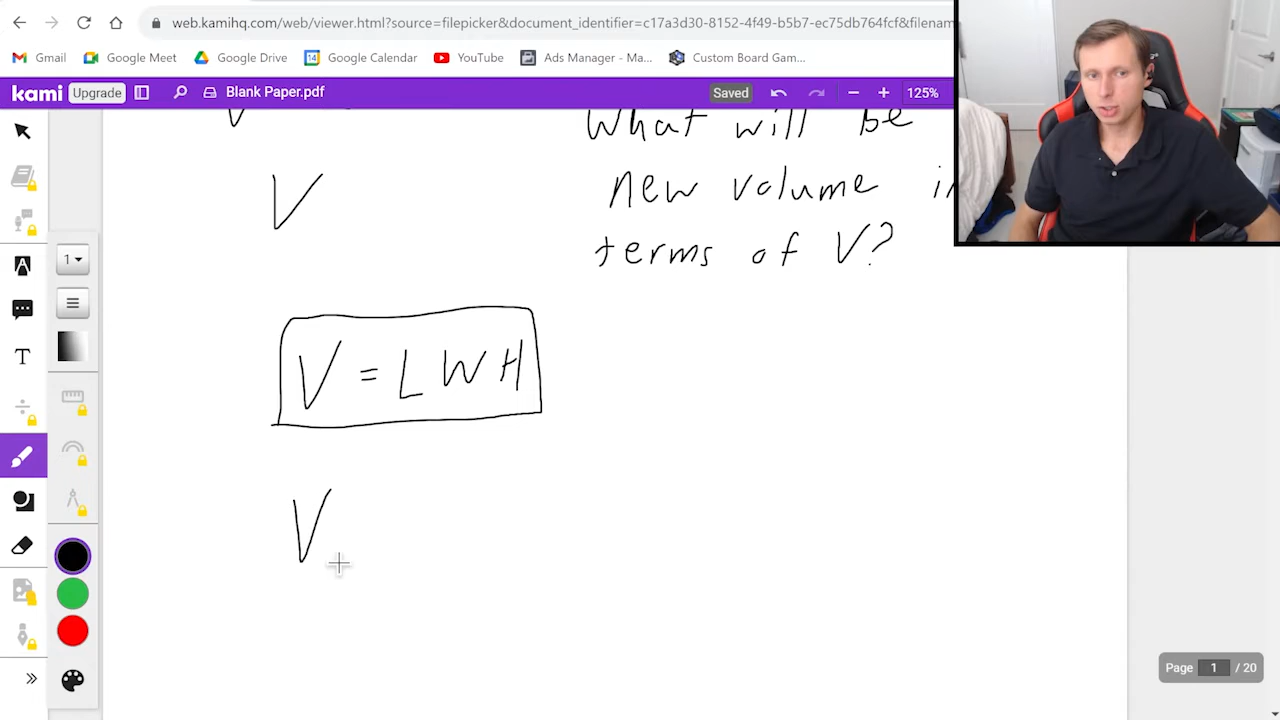 web.kamihq.com/web/viewer.html?source=filepicker&document_identifier=c17a3d30-8152-4f49-b5b7-ec75db764fcf&filenam
Gmail Google Meet Google Drive Google Calendar YouTube Ads Manager - Ma... Custom Board Gam...
kami Upgrade Blank Paper.pdf Saved 125%
What will be
V
new volume
terms of V?
1
V = L W H
T
V
Page 1 / 20